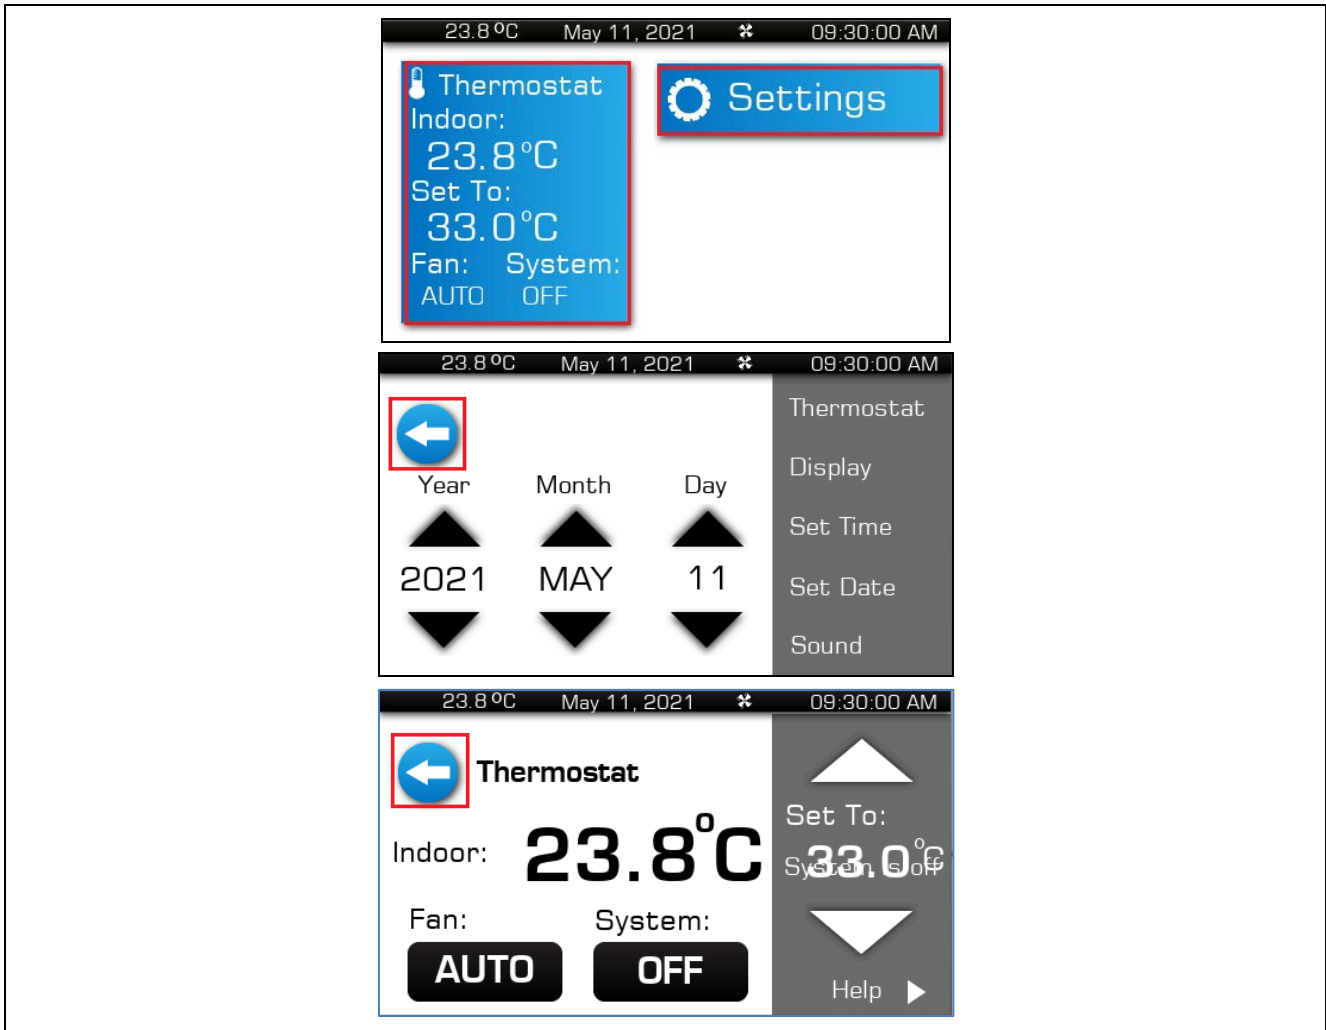 23.8 ºC May 11, 2021 09:30:00 AM
Thermostat
Indoor:
23.8°C
Set To:
33.0°C
Fan: System:
AUTO OFF
Settings
23.8 ºC May 11, 2021 09:30:00 AM
Year Month Day
2021 MAY 11
Thermostat
Display
Set Time
Set Date
Sound
23.8 ºC May 11, 2021 09:30:00 AM
Thermostat
Indoor: 23.8°C
Fan: System:
AUTO OFF
Set To:
33.0°C
System is off
Help